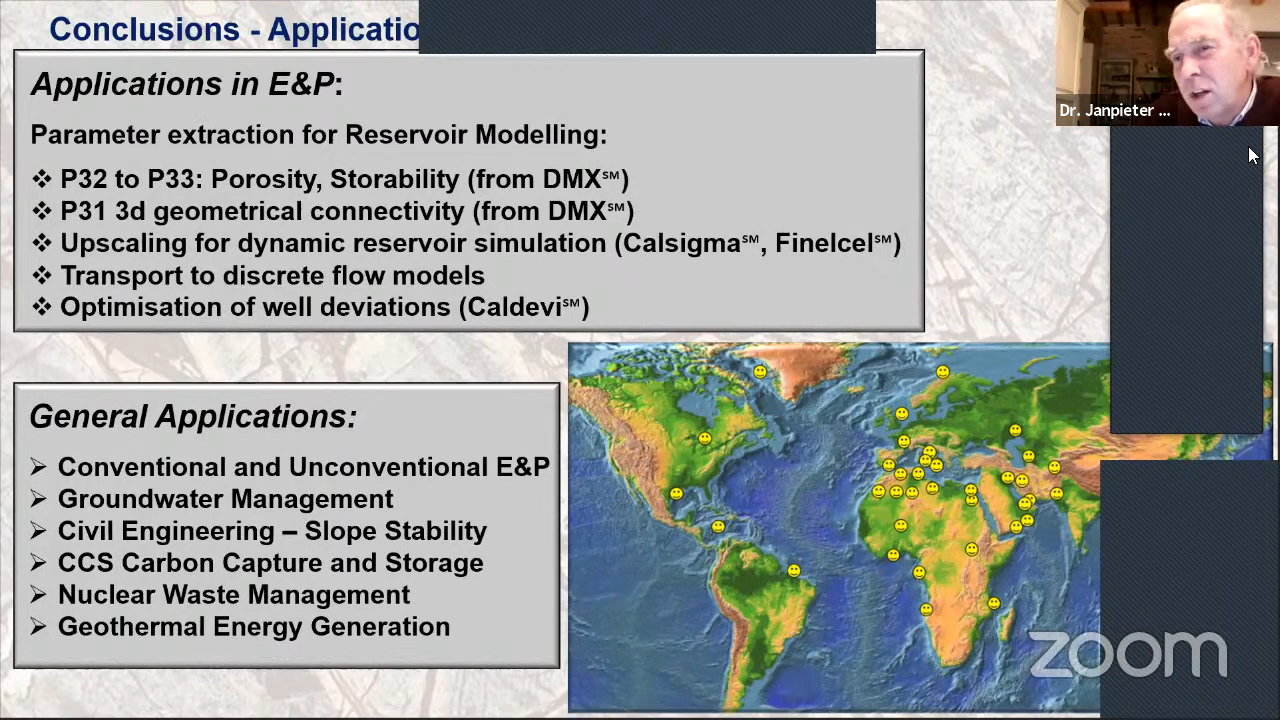 Conclusions - Applicatio
Applications in E&P:
Parameter extraction for Reservoir Modelling:
❖ P32 to P33: Porosity, Storability (from DMX℠)
❖ P31 3d geometrical connectivity (from DMX℠)
❖ Upscaling for dynamic reservoir simulation (Calsigma℠, Finelcel℠)
❖ Transport to discrete flow models
❖ Optimisation of well deviations (Caldevi℠)
General Applications:
➢ Conventional and Unconventional E&P
➢ Groundwater Management
➢ Civil Engineering – Slope Stability
➢ CCS Carbon Capture and Storage
➢ Nuclear Waste Management
➢ Geothermal Energy Generation
Dr. Janpieter ...
zoom